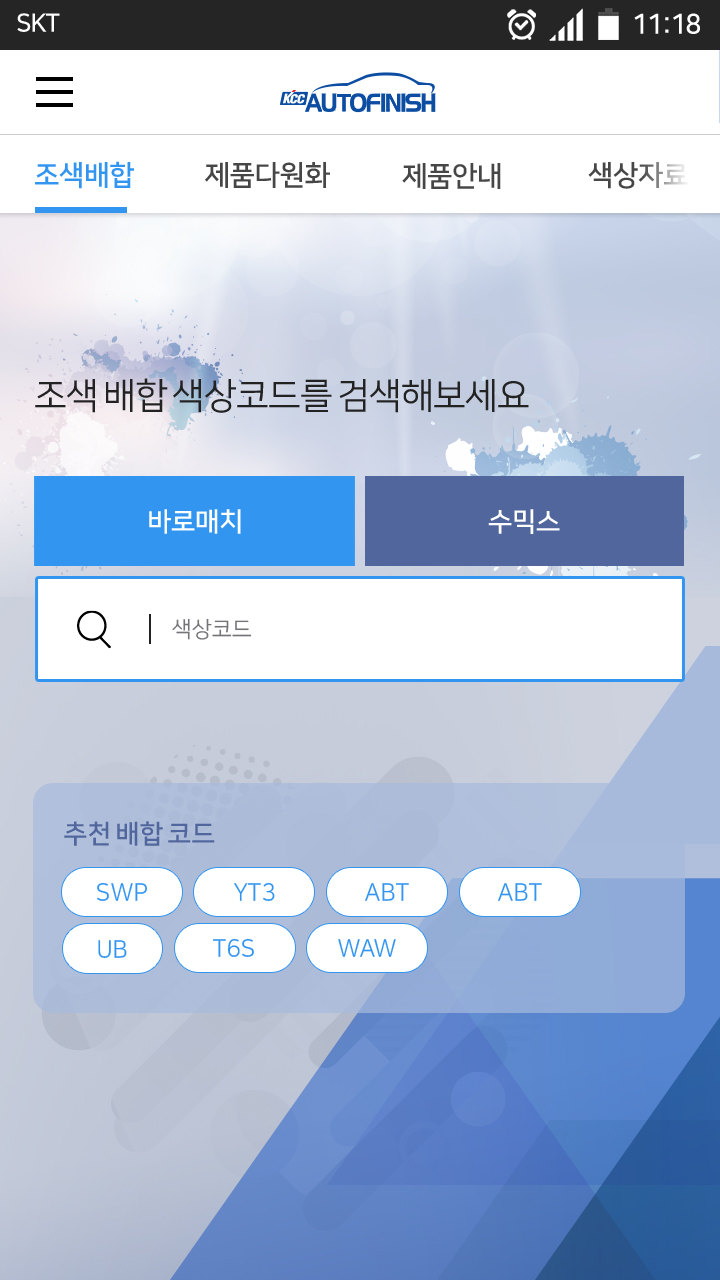 SKT 11:18
KCC AUTOFINISH
조색배합 제품다원화 제품안내 색상자료
조색 배합 색상코드를 검색해보세요
바로매치 수믹스
색상코드
추천 배합 코드
SWP YT3 ABT ABT
UB T6S WAW